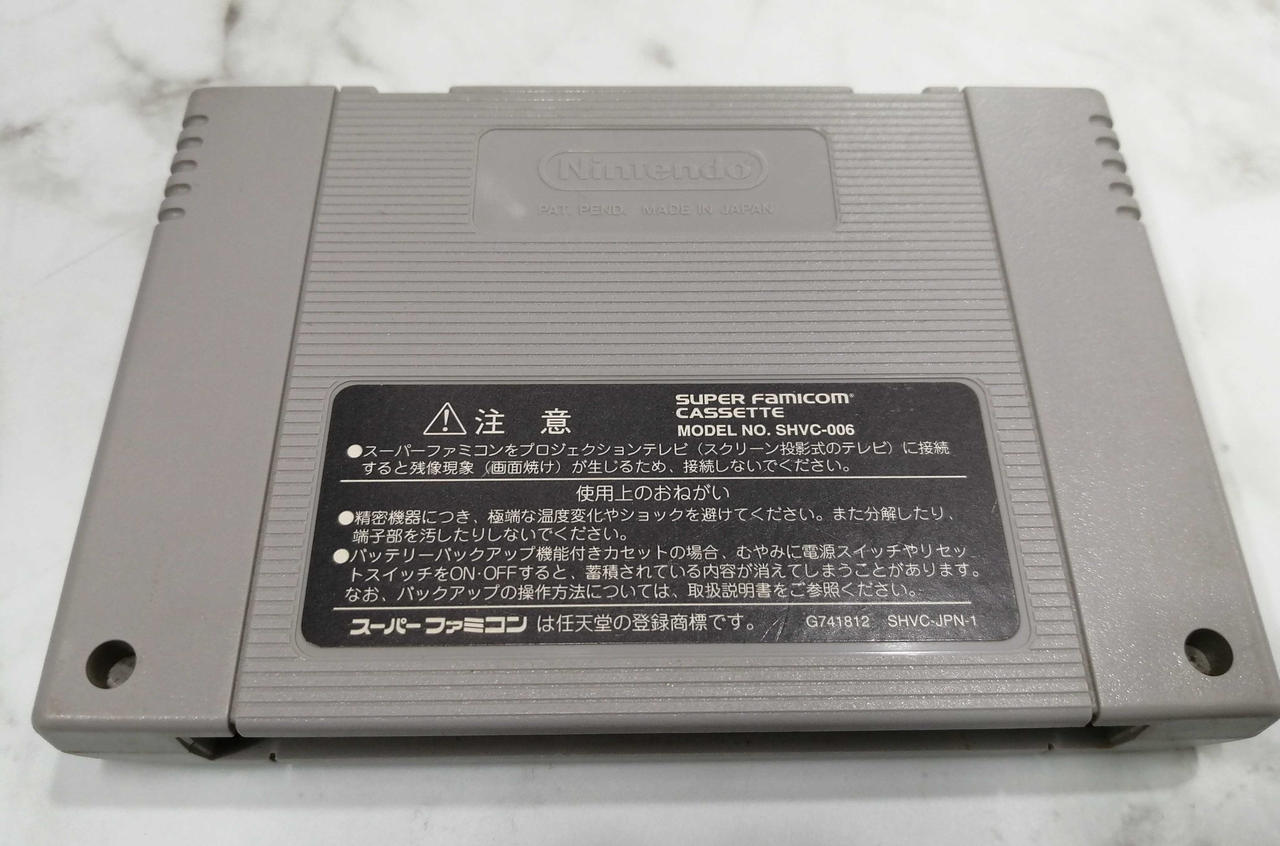 Nintendo
PAT. PEND. MADE IN JAPAN
⚠注 意
SUPER FAMICOM®
CASSETTE
MODEL NO. SHVC-006
●スーパーファミコンをプロジェクションテレビ（スクリーン投影式のテレビ）に接続
すると残像現象（画面焼け）が生じるため、接続しないでください。
使用上のおねがい
●精密機器につき、極端な温度変化やショックを避けてください。また分解したり、
端子部を汚したりしないでください。
●バッテリーバックアップ機能付きカセットの場合、むやみに電源スイッチやリセッ
トスイッチをON·OFFすると、蓄積されている内容が消えてしまうことがあります。
なお、バックアップの操作方法については、取扱説明書をご参照ください。
スーパーファミコン は任天堂の登録商標です。 G741812 SHVC-JPN-1